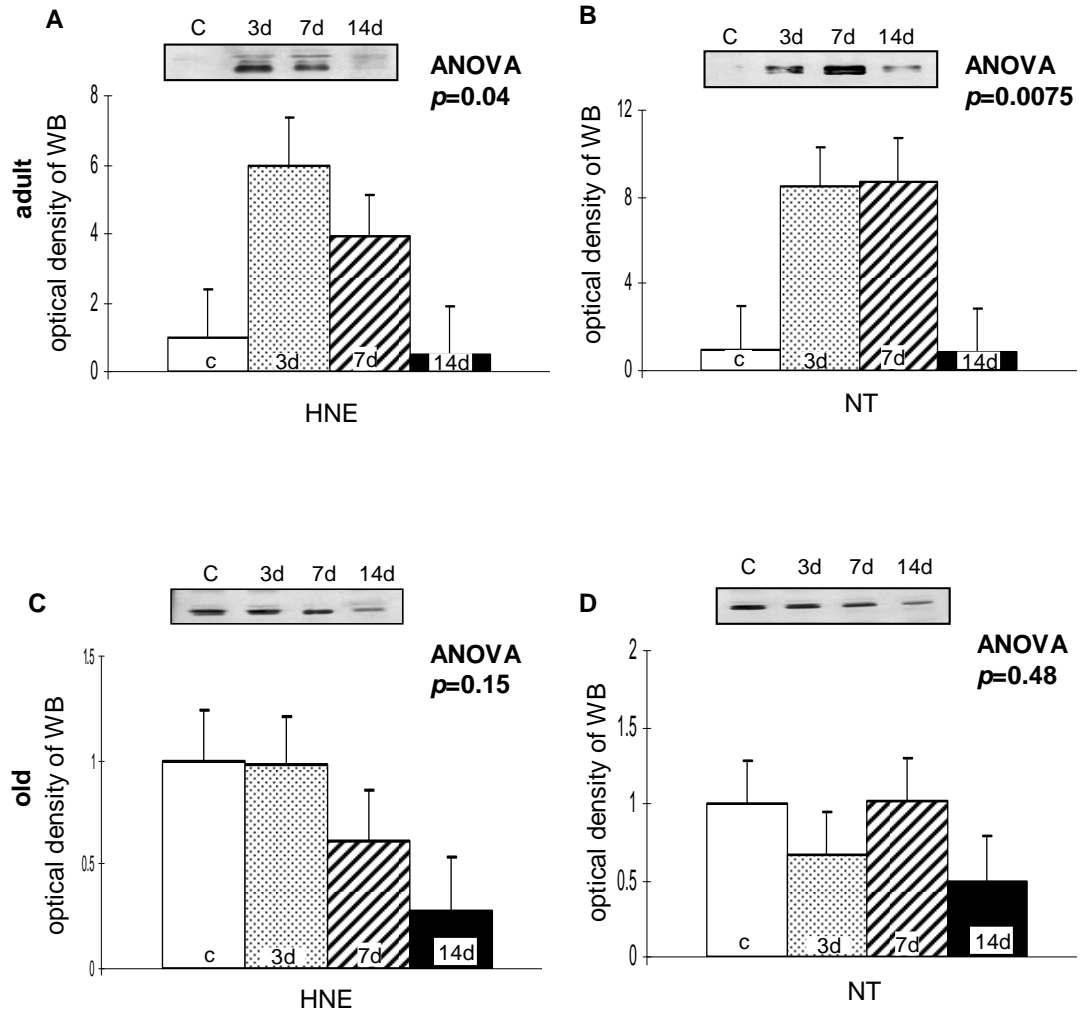 A
C 3d 7d 14d
ANOVA
p=0.04
8
6
4
2
0
adult
optical density of WB
c 3d 7d 14d
HNE
B
C 3d 7d 14d
ANOVA
p=0.0075
12
8
4
0
optical density of WB
c 3d 7d 14d
NT
C
C 3d 7d 14d
ANOVA
p=0.15
1.5
1
0.5
0
old
optical density of WB
c 3d 7d 14d
HNE
D
C 3d 7d 14d
ANOVA
p=0.48
2
1.5
1
0.5
0
optical density of WB
c 3d 7d 14d
NT